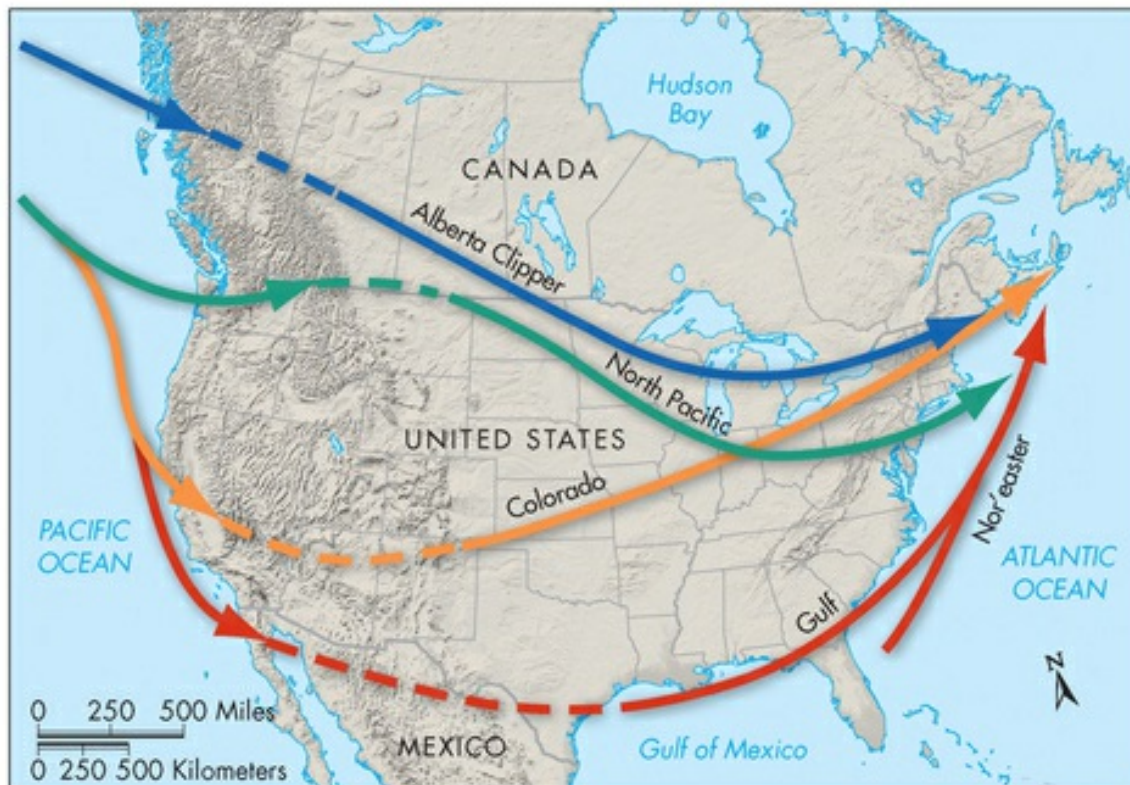 Hudson
Bay
CANADA
Alberta Clipper
North Pacific
UNITED STATES
Colorado
Nor'easter
PACIFIC
OCEAN
ATLANTIC
OCEAN
Gulf
N
0 250 500 Miles
0 250 500 Kilometers
MEXICO
Gulf of Mexico